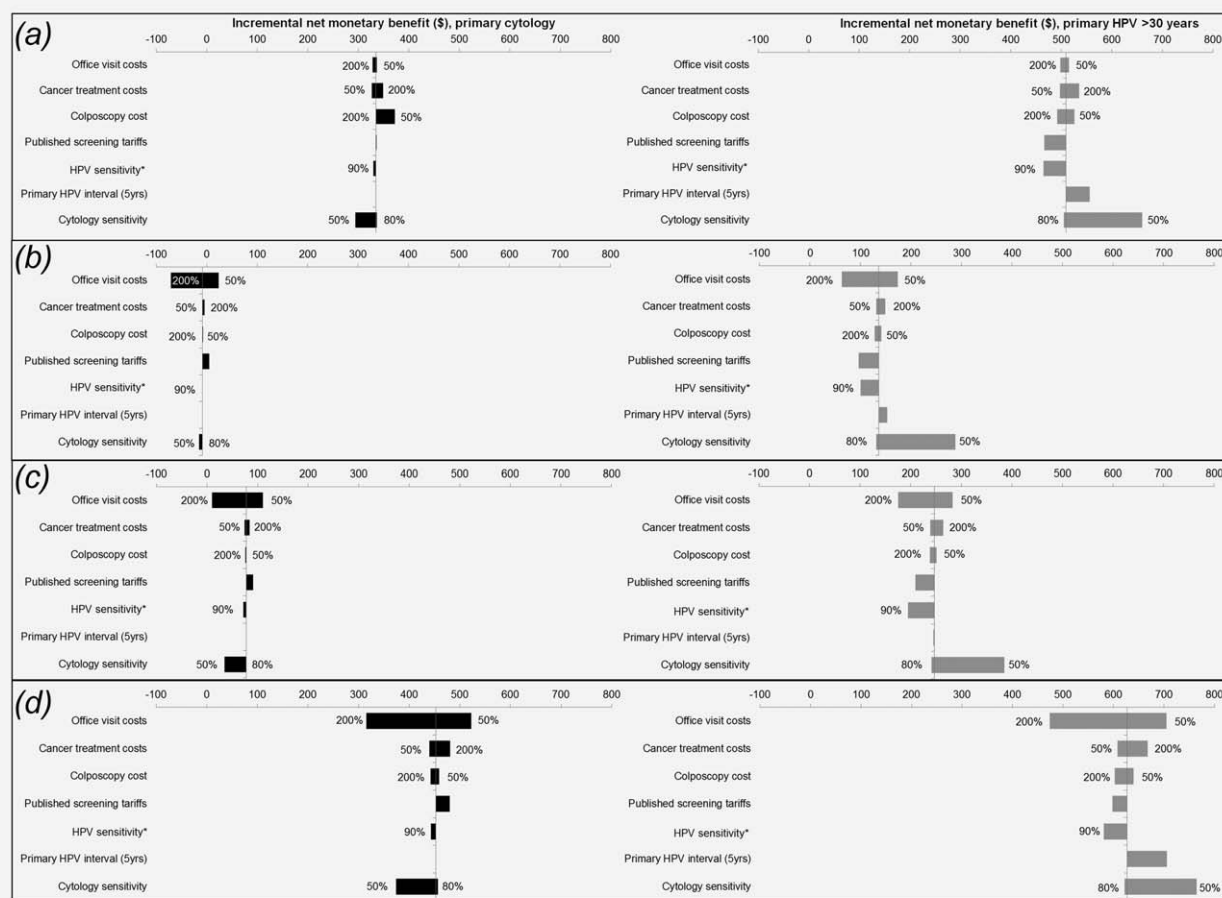 (a)
Incremental net monetary benefit ($), primary cytology
Incremental net monetary benefit ($), primary HPV >30 years
-100 0 100 200 300 400 500 600 700 800
-100 0 100 200 300 400 500 600 700 800
Office visit costs 200% 50%
Office visit costs 200% 50%
Cancer treatment costs 50% 200%
Cancer treatment costs 50% 200%
Colposcopy cost 200% 50%
Colposcopy cost 200% 50%
Published screening tariffs
Published screening tariffs
HPV sensitivity* 90%
HPV sensitivity* 90%
Primary HPV interval (5yrs)
Primary HPV interval (5yrs)
Cytology sensitivity 50% 80%
Cytology sensitivity 80% 50%
(b)
-100 0 100 200 300 400 500 600 700 800
-100 0 100 200 300 400 500 600 700 800
Office visit costs 200% 50%
Office visit costs 200% 50%
Cancer treatment costs 50% 200%
Cancer treatment costs 50% 200%
Colposcopy cost 200% 50%
Colposcopy cost 200% 50%
Published screening tariffs
Published screening tariffs
HPV sensitivity* 90%
HPV sensitivity* 90%
Primary HPV interval (5yrs)
Primary HPV interval (5yrs)
Cytology sensitivity 50% 80%
Cytology sensitivity 80% 50%
(c)
-100 0 100 200 300 400 500 600 700 800
-100 0 100 200 300 400 500 600 700 800
Office visit costs 200% 50%
Office visit costs 200% 50%
Cancer treatment costs 50% 200%
Cancer treatment costs 50% 200%
Colposcopy cost 200% 50%
Colposcopy cost 200% 50%
Published screening tariffs
Published screening tariffs
HPV sensitivity* 90%
HPV sensitivity* 90%
Primary HPV interval (5yrs)
Primary HPV interval (5yrs)
Cytology sensitivity 50% 80%
Cytology sensitivity 80% 50%
(d)
-100 0 100 200 300 400 500 600 700 800
-100 0 100 200 300 400 500 600 700 800
Office visit costs 200% 50%
Office visit costs 200% 50%
Cancer treatment costs 50% 200%
Cancer treatment costs 50% 200%
Colposcopy cost 200% 50%
Colposcopy cost 200% 50%
Published screening tariffs
Published screening tariffs
HPV sensitivity* 90%
HPV sensitivity* 90%
Primary HPV interval (5yrs)
Primary HPV interval (5yrs)
Cytology sensitivity 50% 80%
Cytology sensitivity 80% 50%